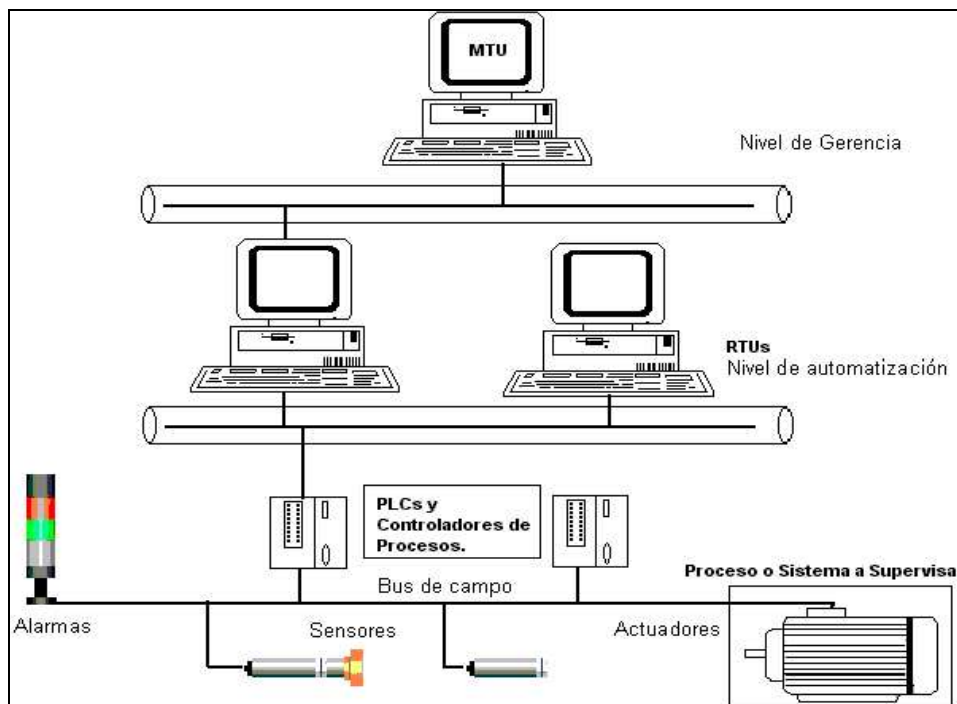 MTU
Nivel de Gerencia
RTUs
Nivel de automatización
PLCs y
Controladores de
Procesos.
Proceso o Sistema a Supervisa
Bus de campo
Alarmas
Sensores
Actuadores